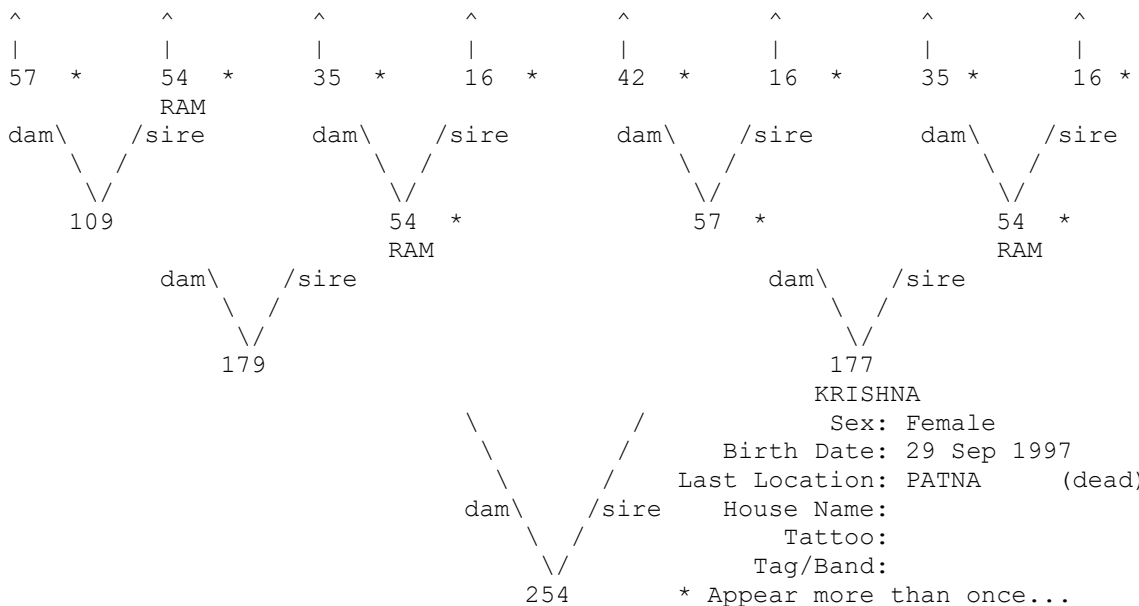 ^ ^ ^ ^ ^ ^ ^ ^
| | | | | | | |
57 * 54 * 35 * 16 * 42 * 16 * 35 * 16 *
RAM
dam\ /sire dam\ /sire dam\ /sire dam\ /sire
\ / \ / \ / \ /
\/ \/ \/ \/
109 54 * 57 * 54 *
RAM RAM
dam\ /sire dam\ /sire
\ / \ /
\/ \/
179 177
KRISHNA
\ / Sex: Female
\ / Birth Date: 29 Sep 1997
\ / Last Location: PATNA (dead)
dam\ /sire House Name:
\ / Tattoo:
\/ Tag/Band:
254 * Appear more than once...